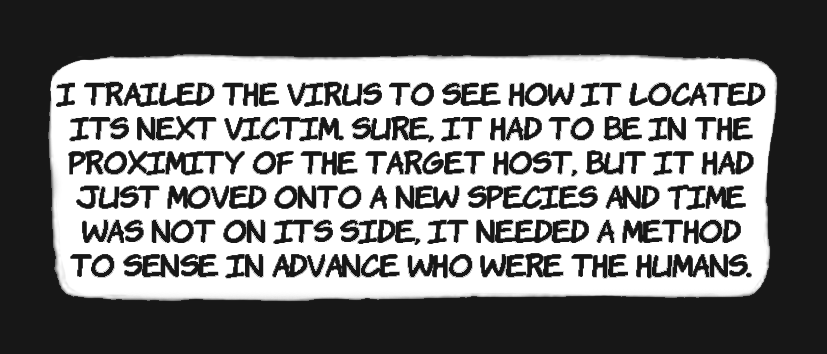 I TRAILED THE VIRUS TO SEE HOW IT LOCATED
ITS NEXT VICTIM. SURE, IT HAD TO BE IN THE
PROXIMITY OF THE TARGET HOST, BUT IT HAD
JUST MOVED ONTO A NEW SPECIES AND TIME
WAS NOT ON ITS SIDE, IT NEEDED A METHOD
TO SENSE IN ADVANCE WHO WERE THE HUMANS.